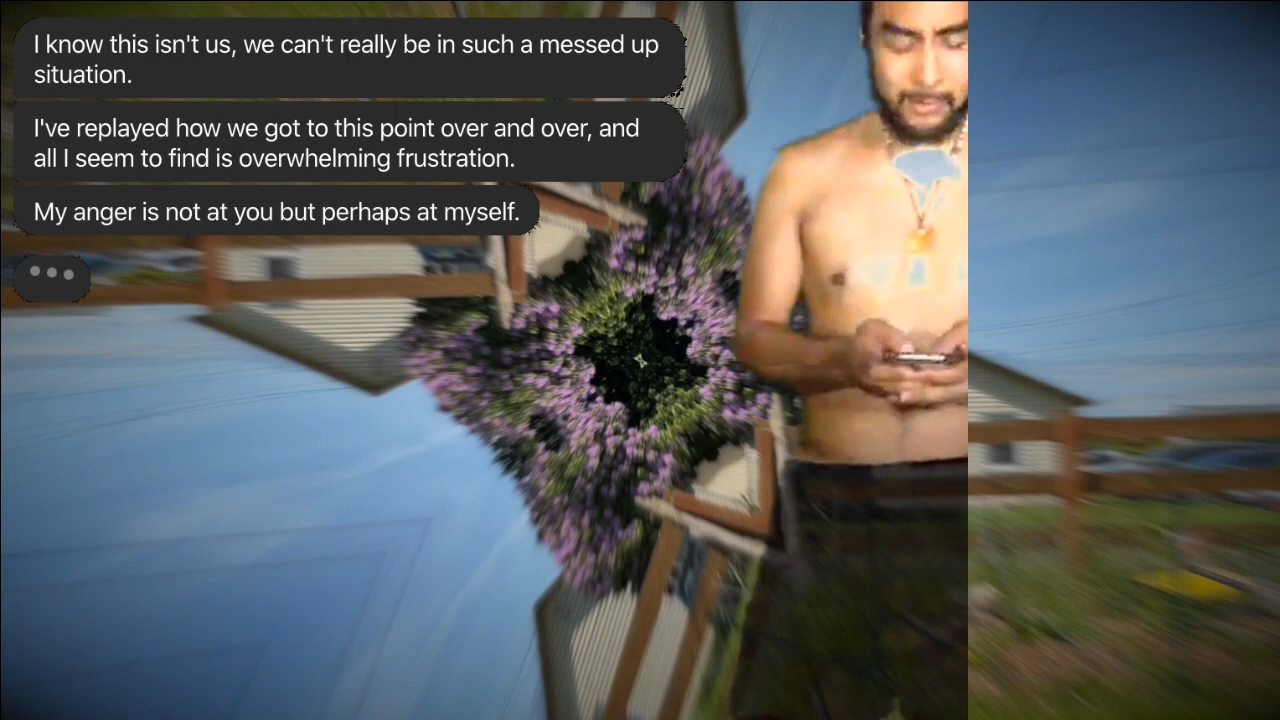 I know this isn't us, we can't really be in such a messed up
situation.
I've replayed how we got to this point over and over, and
all I seem to find is overwhelming frustration.
My anger is not at you but perhaps at myself.